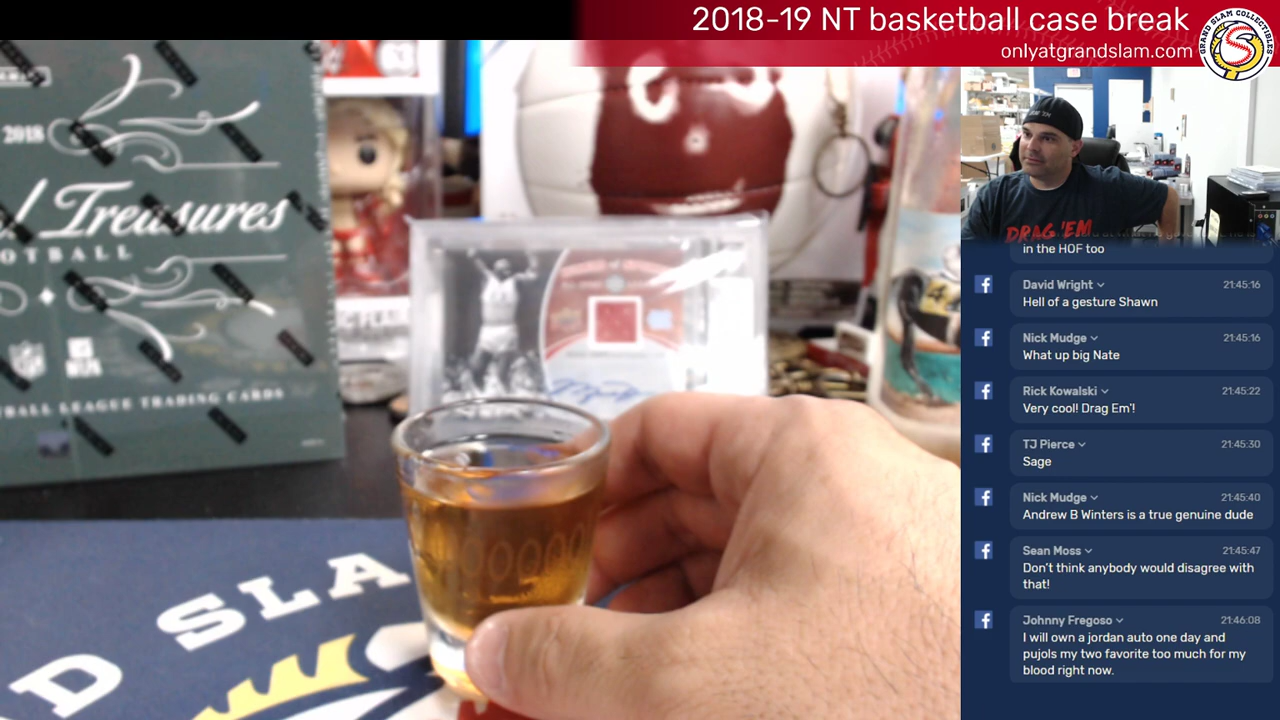 2018-19 NT basketball case break
onlyatgrandslam.com
GRAND SLAM COLLECTIBLES
S
2018
Treasures
FOOTBALL LEAGUE TRADING CARDS
D SLA
DRAG 'EM
in the HOF too
David Wright 21:45:16
Hell of a gesture Shawn
Nick Mudge 21:45:16
What up big Nate
Rick Kowalski 21:45:22
Very cool! Drag Em'!
TJ Pierce 21:45:30
Sage
Nick Mudge 21:45:40
Andrew B Winters is a true genuine dude
Sean Moss 21:45:47
Don't think anybody would disagree with
that!
Johnny Fregoso 21:46:08
I will own a jordan auto one day and
pujols my two favorite too much for my
blood right now.